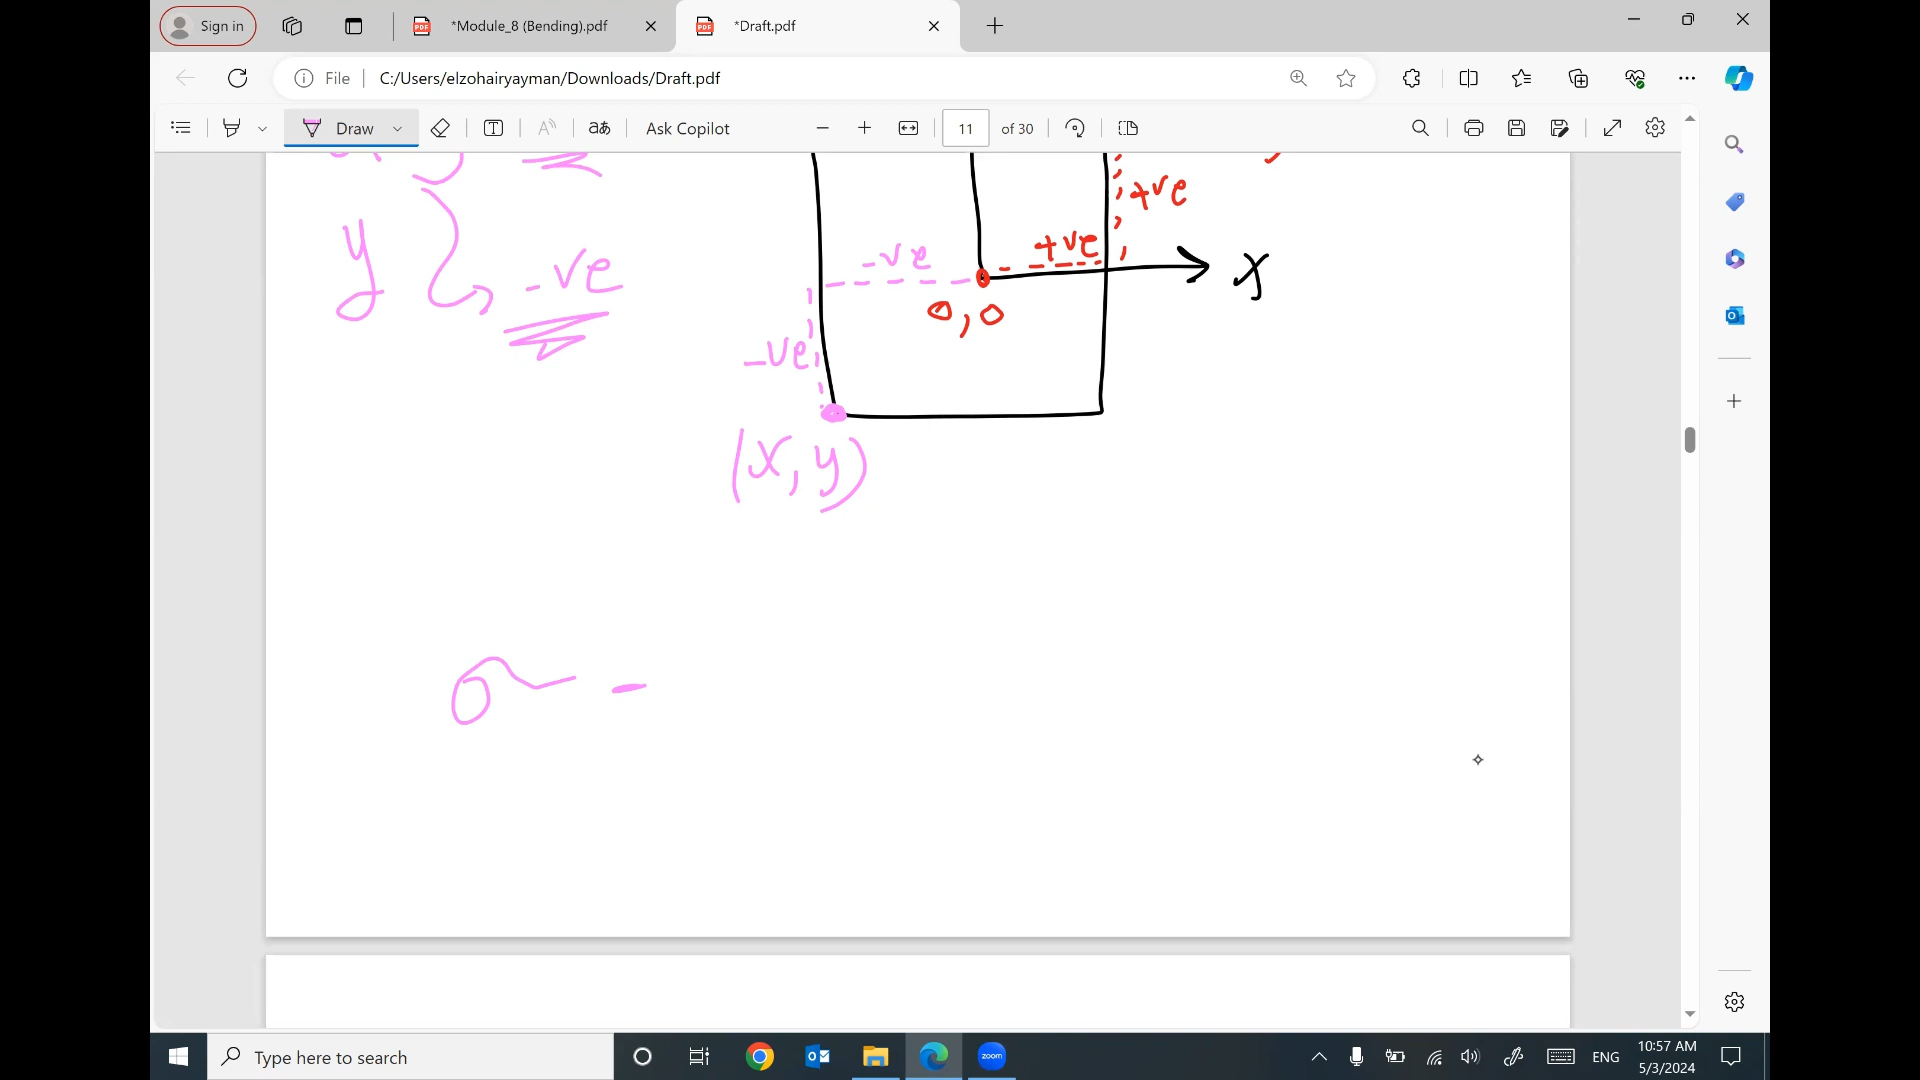 Sign in
*Module_8 (Bending).pdf
*Draft.pdf
File
C:/Users/elzohairyayman/Downloads/Draft.pdf
Draw
Ask Copilot
11
of 30
+ve
y
-ve
-ve
+ve
x
0,0
-ve
(x,y)
σ -
Type here to search
zoom
ENG
10:57 AM
5/3/2024